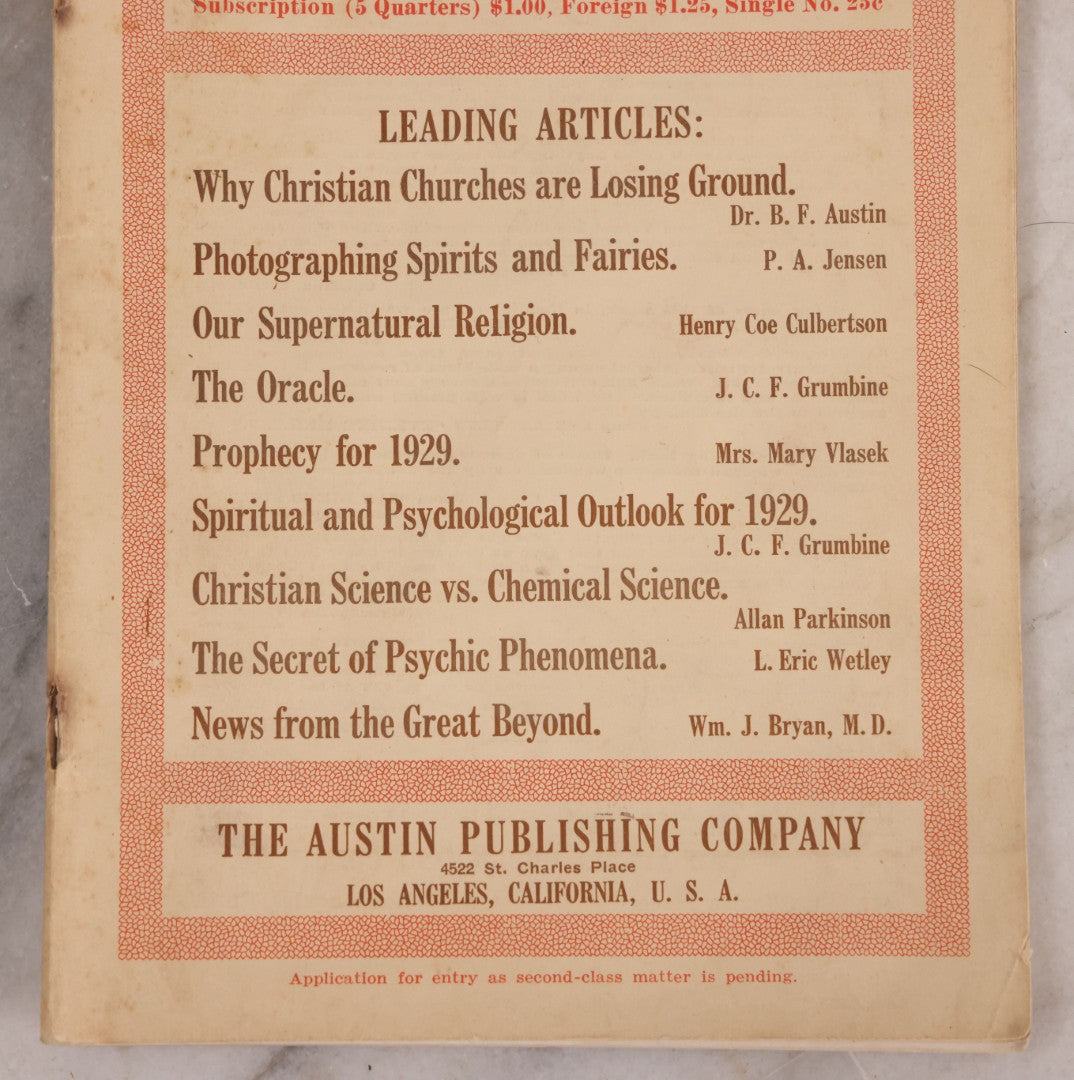 Subscription (5 Quarters) $1.00, Foreign $1.25, Single No. 25c
LEADING ARTICLES:
Why Christian Churches are Losing Ground.
Dr. B. F. Austin
Photographing Spirits and Fairies. P. A. Jensen
Our Supernatural Religion. Henry Coe Culbertson
The Oracle. J. C. F. Grumbine
Prophecy for 1929. Mrs. Mary Vlasek
Spiritual and Psychological Outlook for 1929.
J. C. F. Grumbine
Christian Science vs. Chemical Science.
Allan Parkinson
The Secret of Psychic Phenomena. L. Eric Wetley
News from the Great Beyond. Wm. J. Bryan, M. D.
THE AUSTIN PUBLISHING COMPANY
4522 St. Charles Place
LOS ANGELES, CALIFORNIA, U. S. A.
Application for entry as second-class matter is pending.